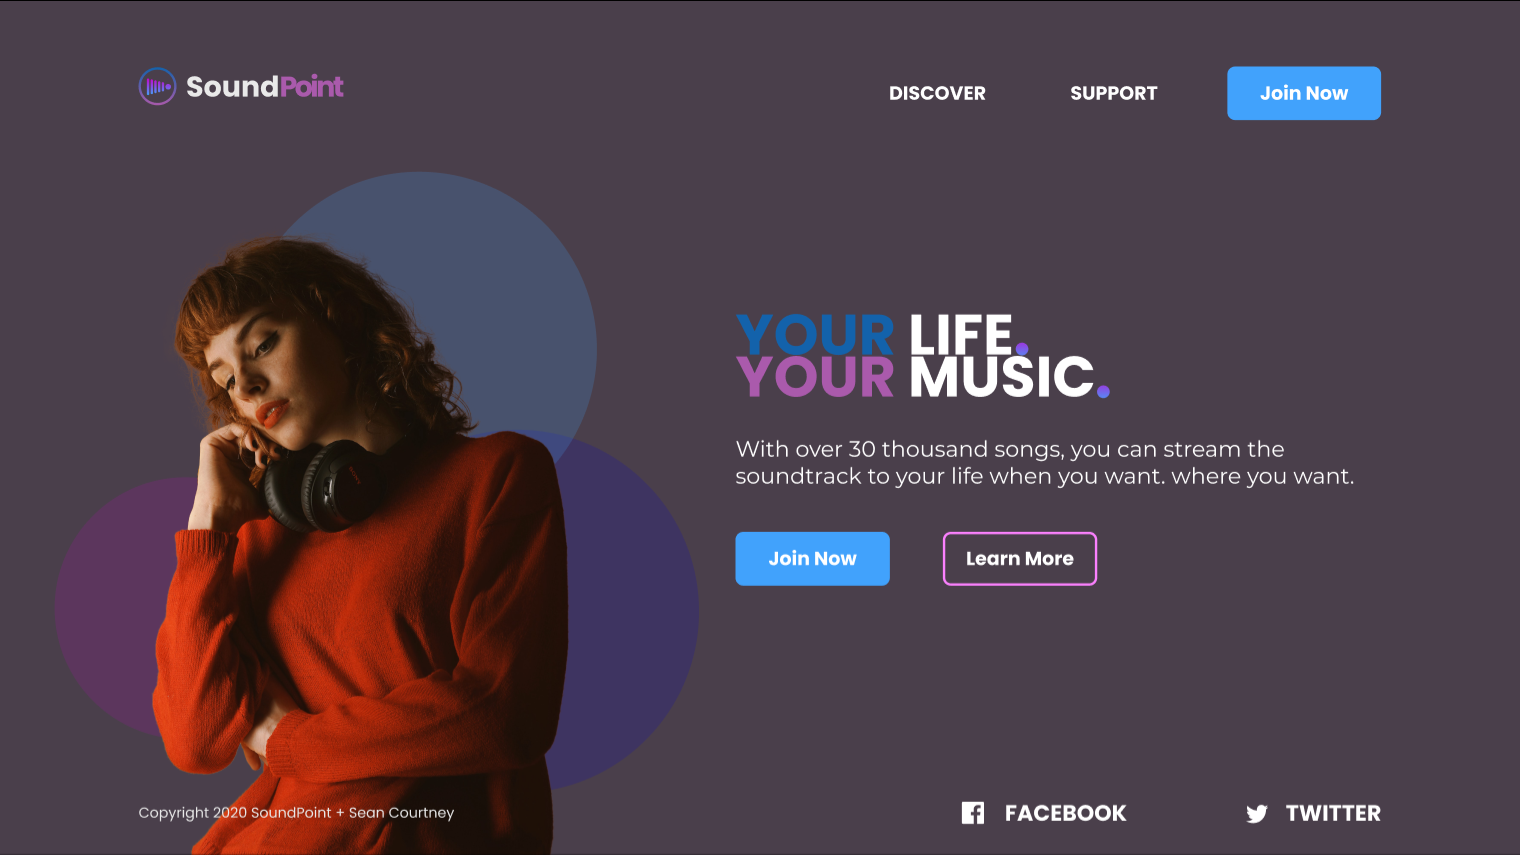 SoundPoint
DISCOVER
SUPPORT
Join Now
YOUR LIFE.
YOUR MUSIC.
With over 30 thousand songs, you can stream the
soundtrack to your life when you want. where you want.
Join Now
Learn More
Copyright 2020 SoundPoint + Sean Courtney
FACEBOOK
TWITTER